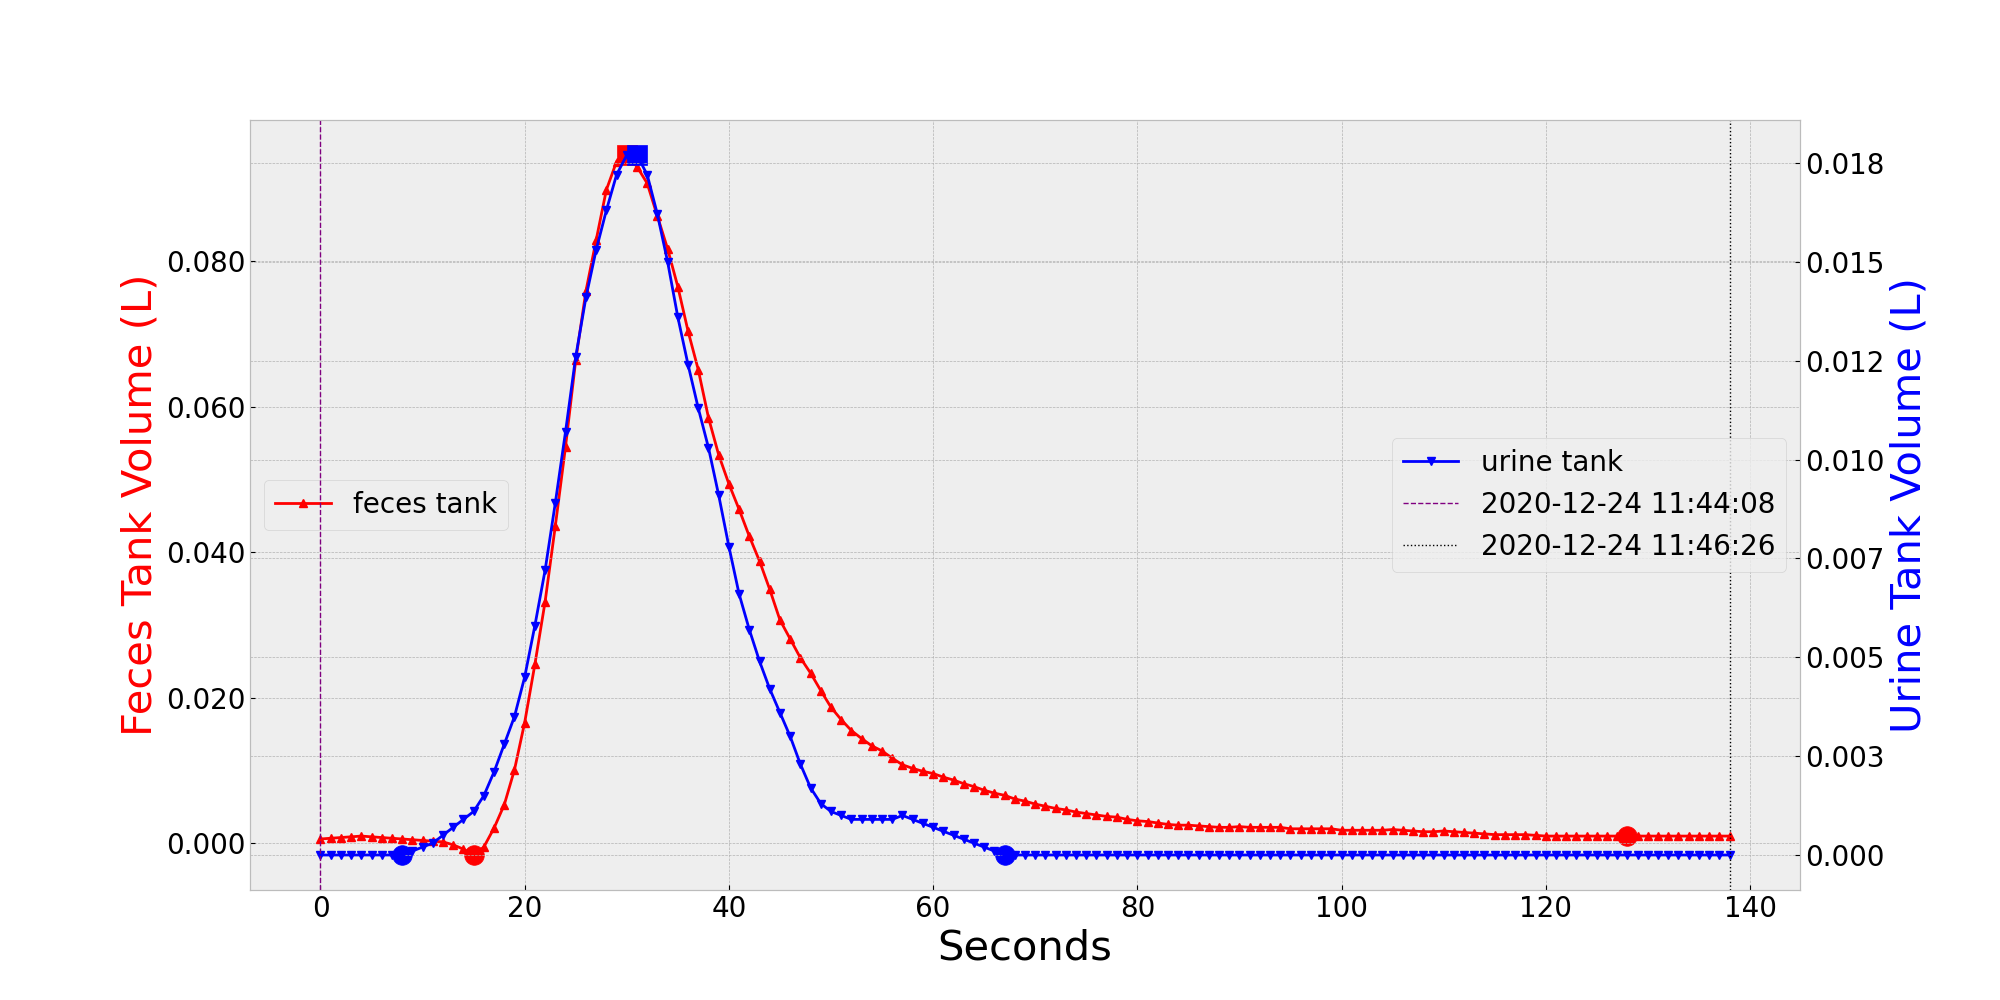 Feces Tank Volume (L)
0.080
0.060
0.040
0.020
0.000
feces tank
urine tank
2020-12-24 11:44:08
2020-12-24 11:46:26
0.018
0.015
0.012
0.010
0.007
0.005
0.003
0.000
Urine Tank Volume (L)
0 20 40 60 80 100 120 140
Seconds